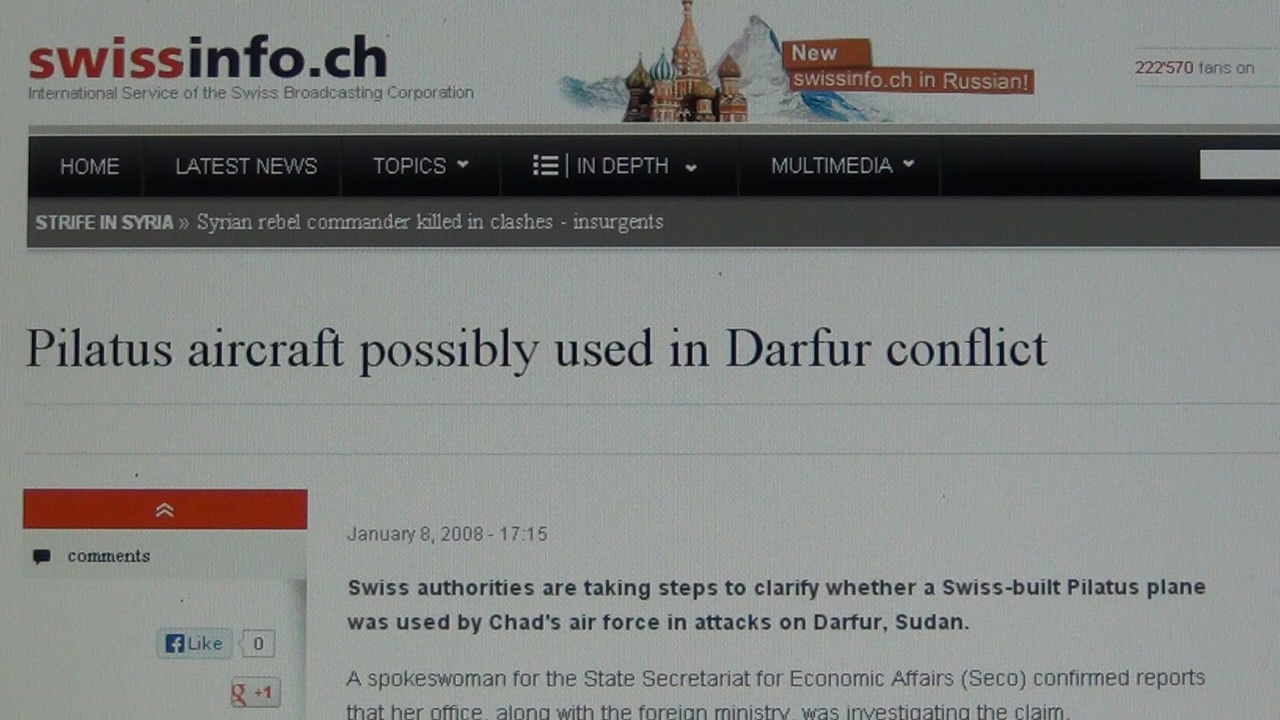 swissinfo.ch
International Service of the Swiss Broadcasting Corporation
New
swissinfo.ch in Russian!
222'570 fans on
HOME LATEST NEWS TOPICS IN DEPTH MULTIMEDIA
STRIFE IN SYRIA » Syrian rebel commander killed in clashes - insurgents
Pilatus aircraft possibly used in Darfur conflict
comments
Like 0
g +1
January 8, 2008 - 17:15
Swiss authorities are taking steps to clarify whether a Swiss-built Pilatus plane
was used by Chad's air force in attacks on Darfur, Sudan.
A spokeswoman for the State Secretariat for Economic Affairs (Seco) confirmed reports
that her office, along with the foreign ministry, was investigating the claim.